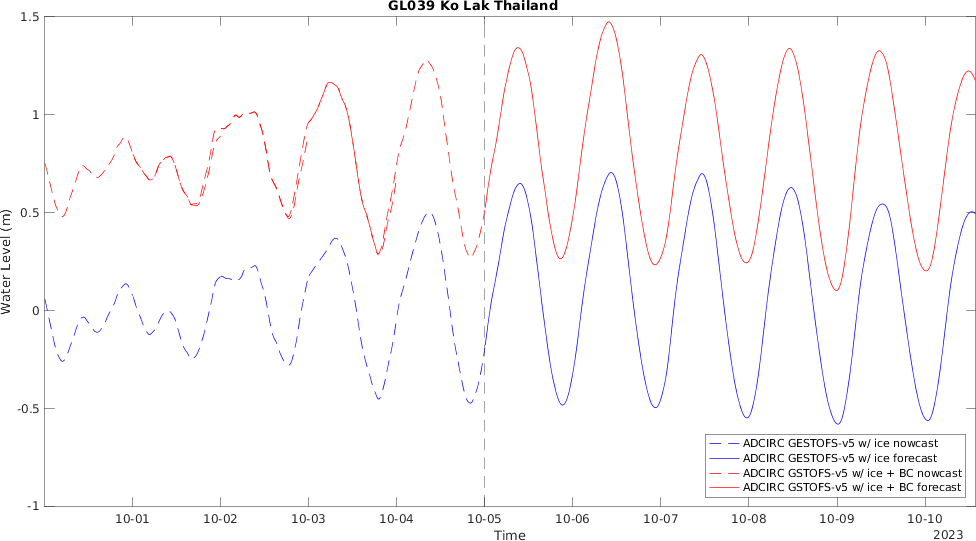 GL039 Ko Lak Thailand
1.5
1
0.5
0
-0.5
-1
Water Level (m)
10-01 10-02 10-03 10-04 10-05 10-06 10-07 10-08 10-09 10-10
Time
2023
ADCIRC GESTOFS-v5 w/ ice nowcast
ADCIRC GESTOFS-v5 w/ ice forecast
ADCIRC GSTOFS-v5 w/ ice + BC nowcast
ADCIRC GSTOFS-v5 w/ ice + BC forecast